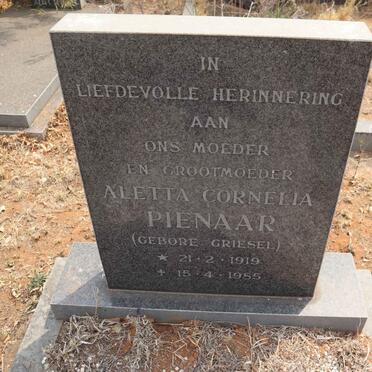 IN
LIEFDEVOLLE HERINNERING
AAN
ONS MOEDER
EN GROOTMOEDER
ALETTA CORNELIA
PIENAAR
(GEBORE GRIESEL)
★ 21-2-1919
+ 15-4-1955